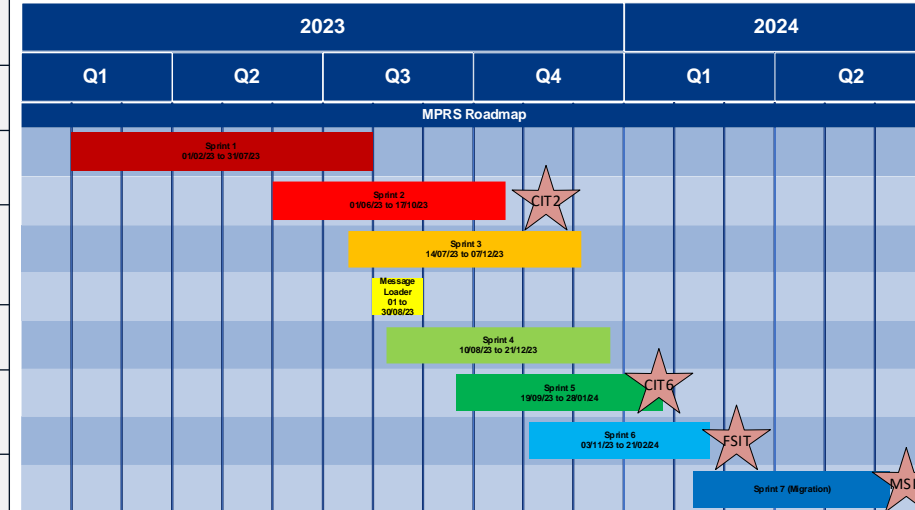 2023
2024
Q1
Q2
Q3
Q4
Q1
Q2
MPRS Roadmap
Sprint 1
01/02/23 to 31/07/23
Sprint 2
01/06/23 to 17/10/23
CIT2
Sprint 3
14/07/23 to 07/12/23
Message
Loader
01 to
30/08/23
Sprint 4
10/08/23 to 21/12/23
Sprint 5
19/09/23 to 28/01/24
CIT6
Sprint 6
03/11/23 to 21/02/24
FSIT
Sprint 7 (Migration)